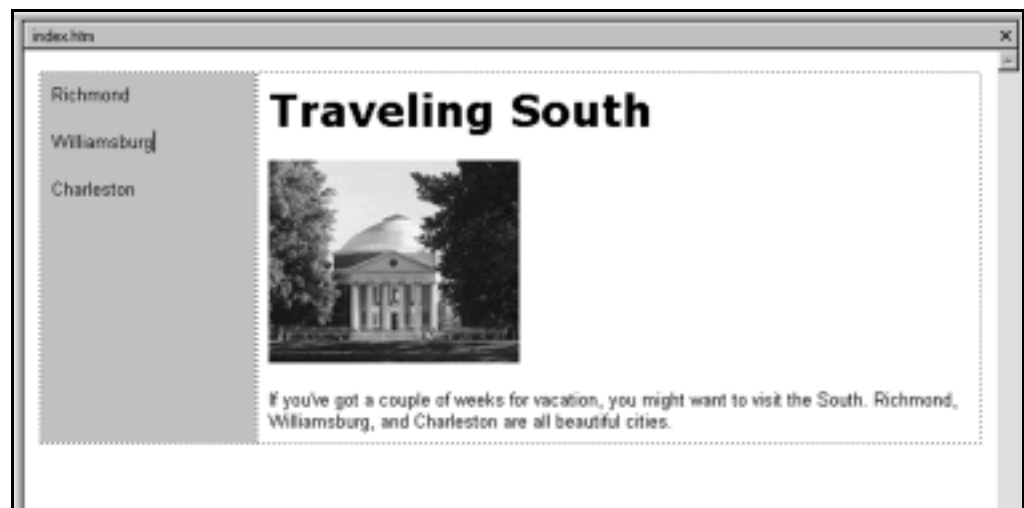 index.htm
Richmond
Williamsburg
Charleston
Traveling South
If you've got a couple of weeks for vacation, you might want to visit the South. Richmond,
Williamsburg, and Charleston are all beautiful cities.